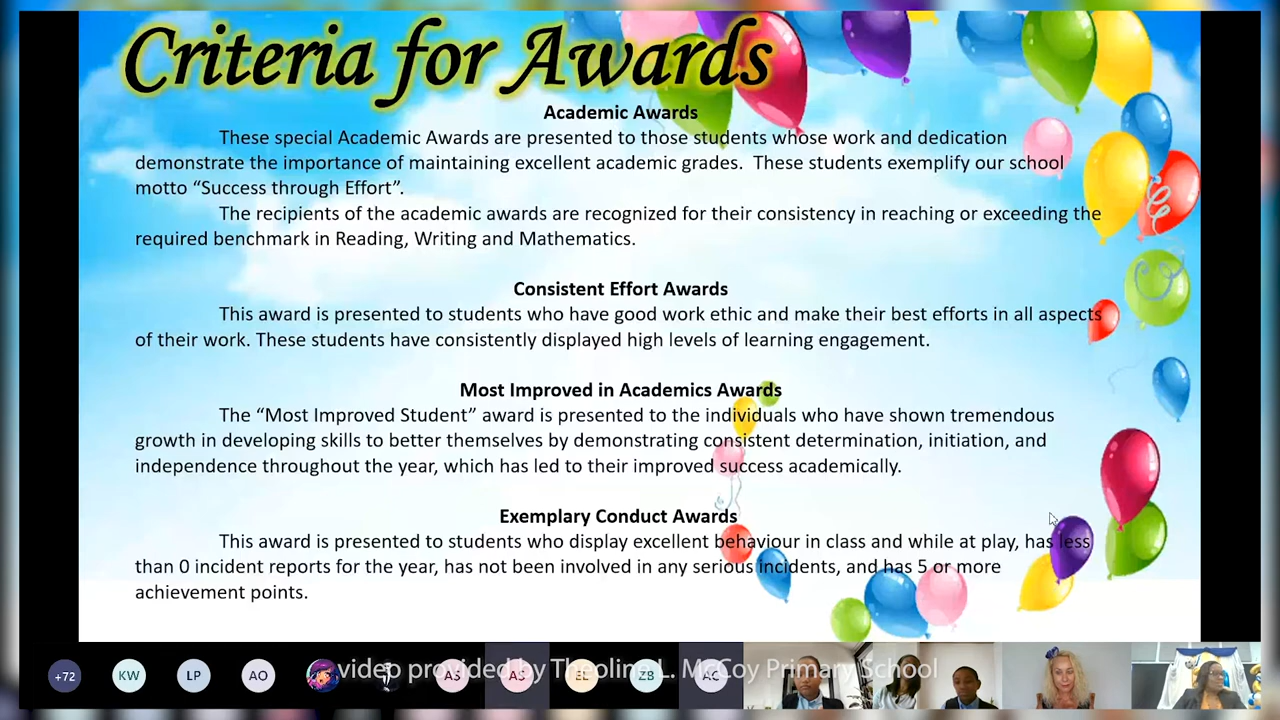 Criteria for Awards
Academic Awards
These special Academic Awards are presented to those students whose work and dedication
demonstrate the importance of maintaining excellent academic grades. These students exemplify our school
motto “Success through Effort”.
The recipients of the academic awards are recognized for their consistency in reaching or exceeding the
required benchmark in Reading, Writing and Mathematics.
Consistent Effort Awards
This award is presented to students who have good work ethic and make their best efforts in all aspects
of their work. These students have consistently displayed high levels of learning engagement.
Most Improved in Academics Awards
The “Most Improved Student” award is presented to the individuals who have shown tremendous
growth in developing skills to better themselves by demonstrating consistent determination, initiation, and
independence throughout the year, which has led to their improved success academically.
Exemplary Conduct Awards
This award is presented to students who display excellent behaviour in class and while at play, has less
than 0 incident reports for the year, has not been involved in any serious incidents, and has 5 or more
achievement points.
+72 KW LP AO AS AS EL ZB AC
video provided by Theoline L. McCoy Primary School